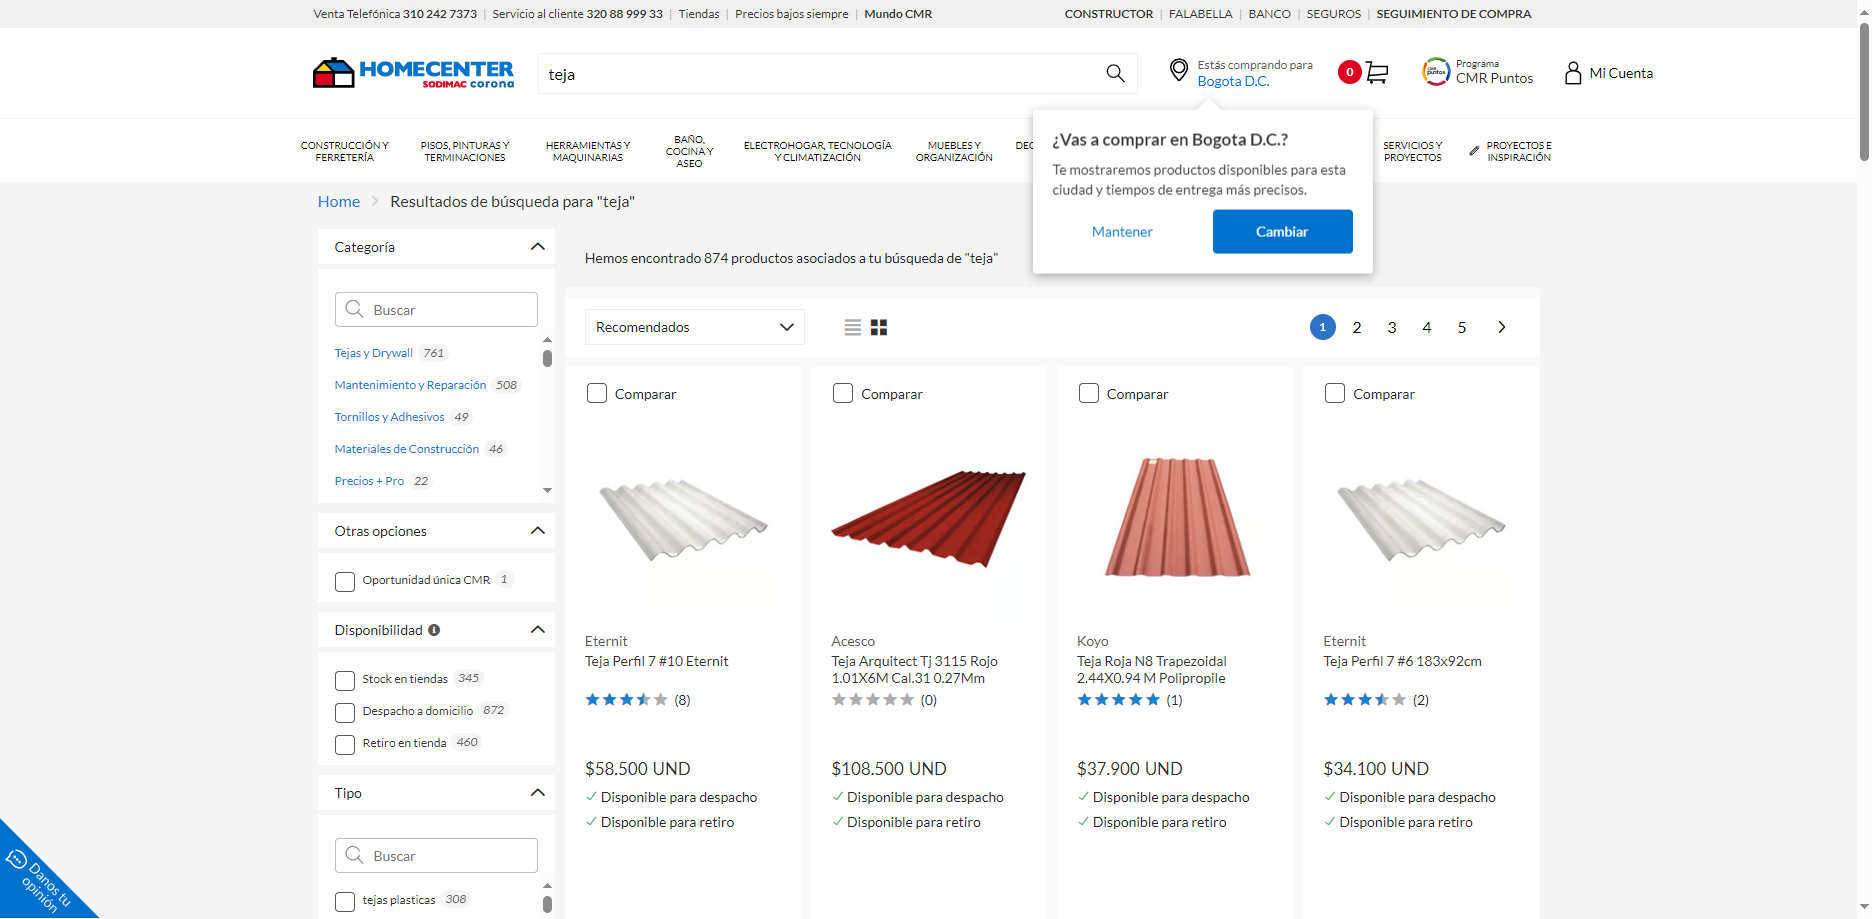 Venta Telefónica 310 242 7373 | Servicio al cliente 320 88 999 33 | Tiendas | Precios bajos siempre | Mundo CMR
CONSTRUCTOR | FALABELLA | BANCO | SEGUROS | SEGUIMIENTO DE COMPRA
HOMECENTER
SODIMAC corona
teja
Estás comprando para
Bogota D.C.
0
CMR puntos
Programa
CMR Puntos
Mi Cuenta
CONSTRUCCIÓN Y
FERRETERÍA
PISOS, PINTURAS Y
TERMINACIONES
HERRAMIENTAS Y
MAQUINARIAS
BAÑO,
COCINA Y
ASEO
ELECTROHOGAR, TECNOLOGÍA
Y CLIMATIZACIÓN
MUEBLES Y
ORGANIZACIÓN
DEC
SERVICIOS Y
PROYECTOS
PROYECTOS E
INSPIRACIÓN
¿Vas a comprar en Bogota D.C.?
Te mostraremos productos disponibles para esta
ciudad y tiempos de entrega más precisos.
Mantener
Cambiar
Home
Resultados de búsqueda para "teja"
Categoría
Buscar
Tejas y Drywall 761
Mantenimiento y Reparación 508
Tornillos y Adhesivos 49
Materiales de Construcción 46
Precios + Pro 22
Otras opciones
Oportunidad única CMR 1
Disponibilidad
Stock en tiendas 345
Despacho a domicilio 872
Retiro en tienda 460
Tipo
Buscar
tejas plasticas 308
Danos tu
opinión
Hemos encontrado 874 productos asociados a tu búsqueda de "teja"
Recomendados
1 2 3 4 5
Comparar
Eternit
Teja Perfil 7 #10 Eternit
(8)
$58.500 UND
Disponible para despacho
Disponible para retiro
Comparar
Acesco
Teja Arquitect Tj 3115 Rojo
1.01X6M Cal.31 0.27Mm
(0)
$108.500 UND
Disponible para despacho
Disponible para retiro
Comparar
Koyo
Teja Roja N8 Trapezoidal
2.44X0.94 M Polipropile
(1)
$37.900 UND
Disponible para despacho
Disponible para retiro
Comparar
Eternit
Teja Perfil 7 #6 183x92cm
(2)
$34.100 UND
Disponible para despacho
Disponible para retiro